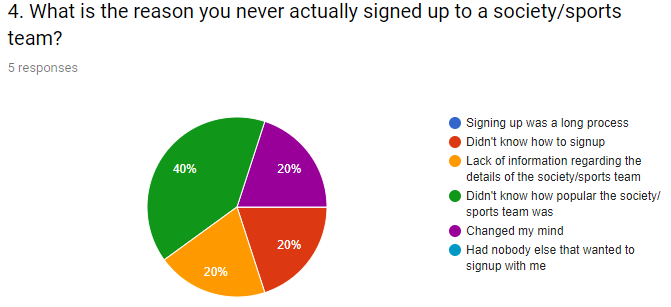 4. What is the reason you never actually signed up to a society/sports
team?
5 responses
40%
20%
20%
20%
Signing up was a long process
Didn't know how to signup
Lack of information regarding the
details of the society/sports team
Didn't know how popular the society/
sports team was
Changed my mind
Had nobody else that wanted to
signup with me